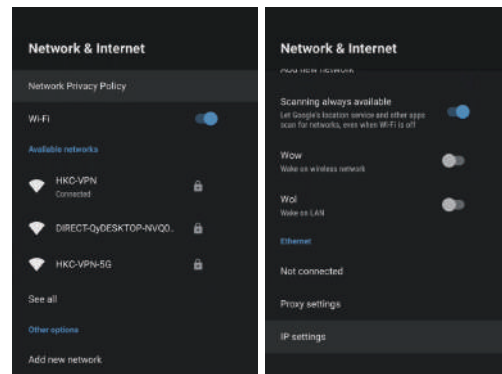 Network & Internet
Network Privacy Policy
Wi-Fi
Available networks
HKC-VPN
Connected
DIRECT-QyDESKTOP-NVQ0..
HKC-VPN-5G
See all
Other options
Add new network
Network & Internet
Add new network
Scanning always available
Let Google's location service and other apps
scan for networks, even when Wi-Fi is off
Wow
Wake on wireless network
Wol
Wake on LAN
Ethernet
Not connected
Proxy settings
IP settings